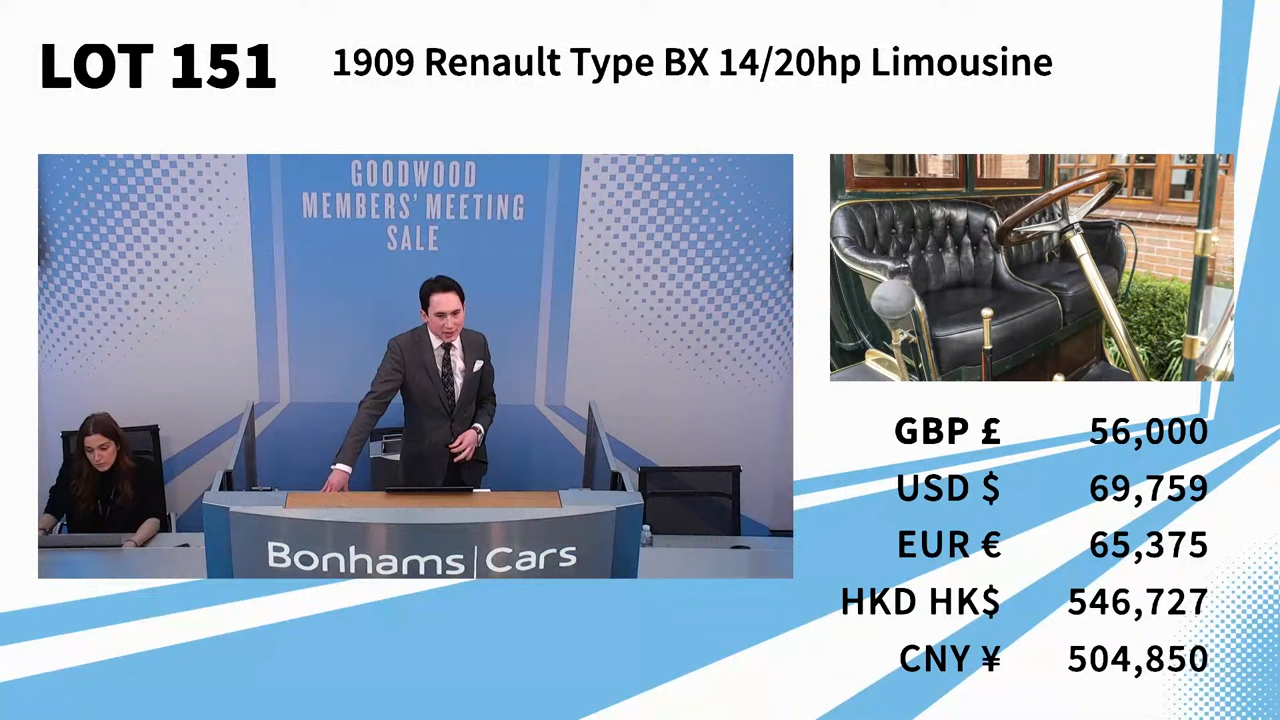 LOT 151
1909 Renault Type BX 14/20hp Limousine
GOODWOOD
MEMBERS' MEETING
SALE
Bonhams|Cars
GBP £ 56,000
USD $ 69,759
EUR € 65,375
HKD HK$ 546,727
CNY ¥ 504,850